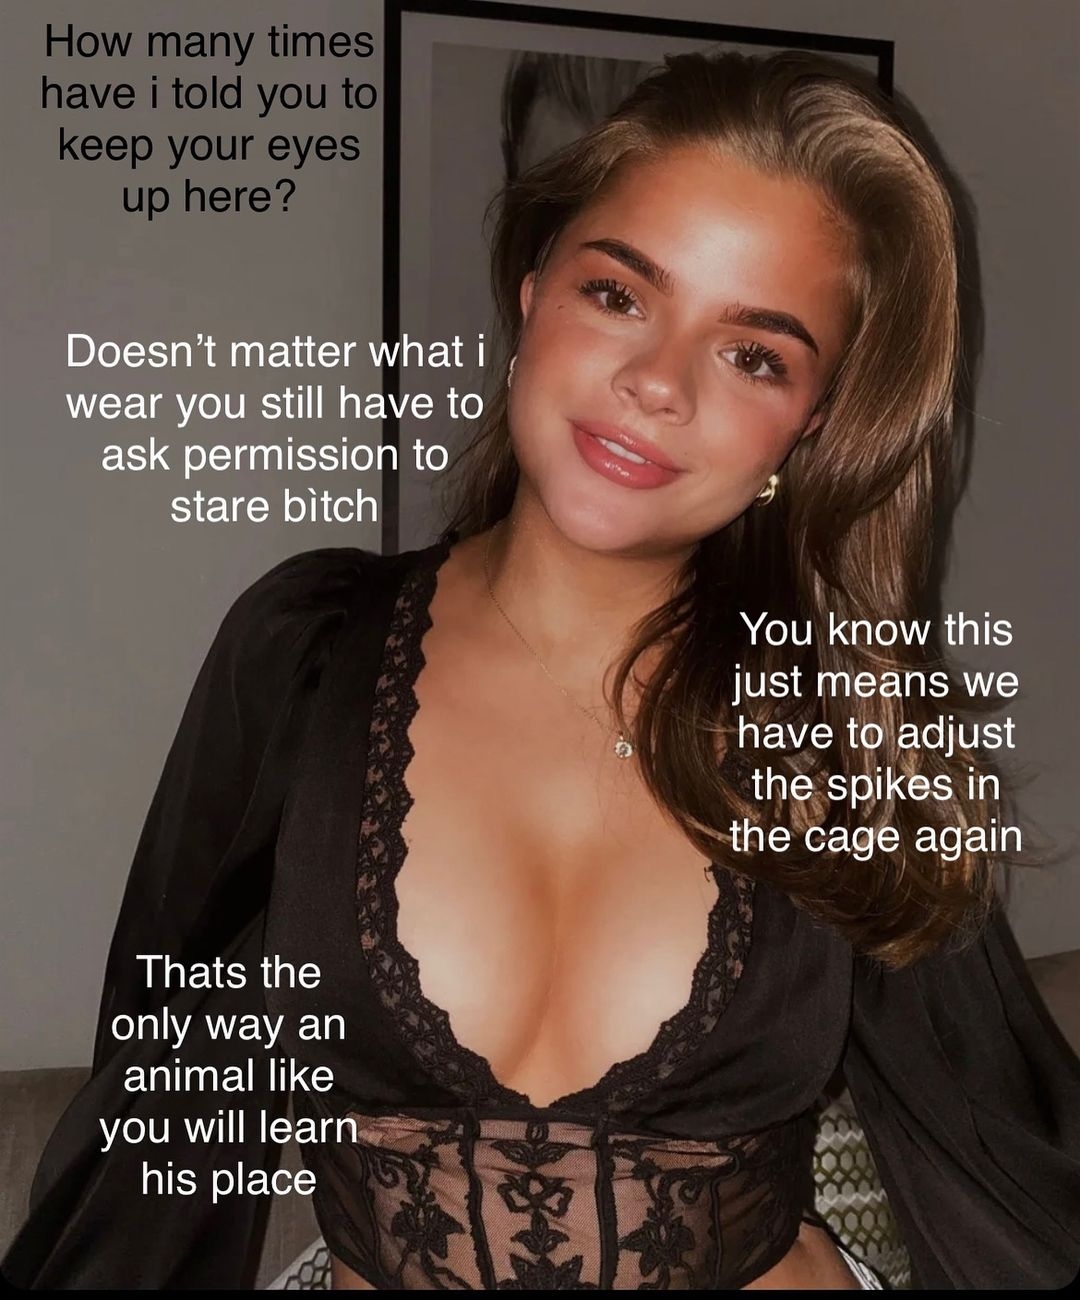 How many times
have i told you to
keep your eyes
up here?
Doesn’t matter what i
wear you still have to
ask permission to
stare bìtch
You know this
just means we
have to adjust
the spikes in
the cage again
Thats the
only way an
animal like
you will learn
his place